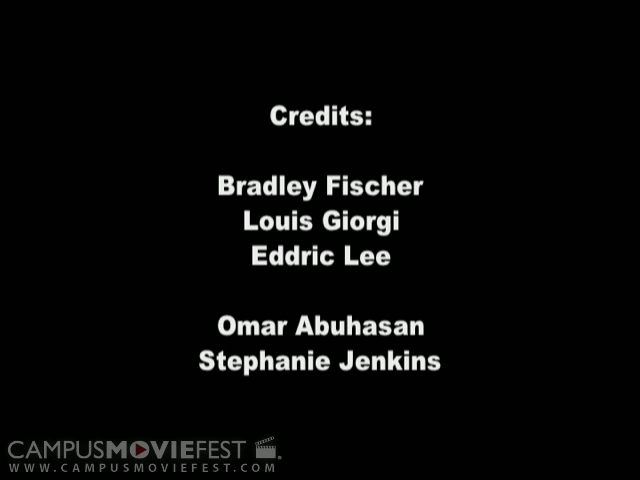 Credits:
Bradley Fischer
Louis Giorgi
Eddric Lee
Omar Abuhasan
Stephanie Jenkins
CAMPUSMOVIEFEST
WWW.CAMPUSMOVIEFEST.COM